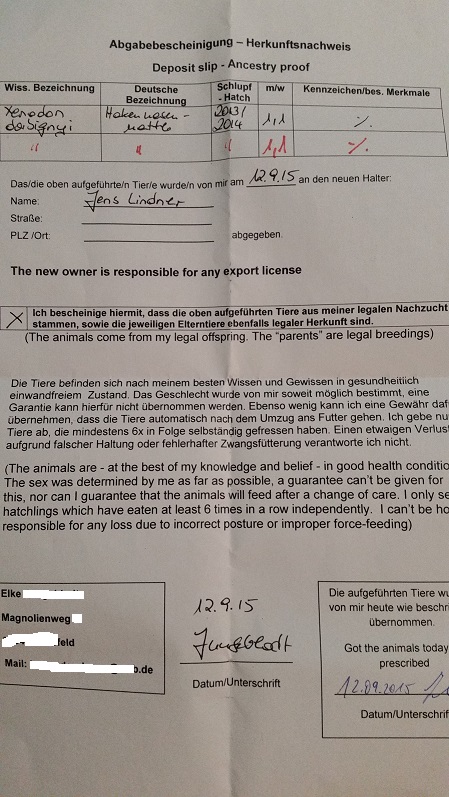 Abgabebescheinigung – Herkunftsnachweis
Deposit slip - Ancestry proof
Wiss. Bezeichnung Deutsche Bezeichnung Schlupf - Hatch m/w Kennzeichen/bes. Merkmale
Xenodon dorbignyi Hakennasen-natter 2013/2014 1,1 %
" " " 1,1 %
Das/die oben aufgeführte/n Tier/e wurde/n von mir am 12.9.15 an den neuen Halter:
Name: Jens Lindner
Straße:
PLZ /Ort: abgegeben.
The new owner is responsible for any export license
X Ich bescheinige hiermit, dass die oben aufgeführten Tiere aus meiner legalen Nachzucht
stammen, sowie die jeweiligen Elterntiere ebenfalls legaler Herkunft sind.
(The animals come from my legal offspring. The “parents” are legal breedings)
Die Tiere befinden sich nach meinem besten Wissen und Gewissen in gesundheitlich
einwandfreiem Zustand. Das Geschlecht wurde von mir soweit möglich bestimmt, eine
Garantie kann hierfür nicht übernommen werden. Ebenso wenig kann ich eine Gewähr daf
übernehmen, dass die Tiere automatisch nach dem Umzug ans Futter gehen. Ich gebe nu
Tiere ab, die mindestens 6x in Folge selbständig gefressen haben. Einen etwaigen Verlus
aufgrund falscher Haltung oder fehlerhafter Zwangsfütterung verantworte ich nicht.
(The animals are - at the best of my knowledge and belief - in good health conditio
The sex was determined by me as far as possible, a guarantee can't be given for
this, nor can I guarantee that the animals will feed after a change of care. I only se
hatchlings which have eaten at least 6 times in a row independently. I can't be ho
responsible for any loss due to incorrect posture or improper force-feeding)
Elke
Magnolienweg
feld
Mail: b.de
12.9.15
Datum/Unterschrift
Die aufgeführten Tiere wu
von mir heute wie beschri
übernommen.
Got the animals today
prescribed
12.09.2015
Datum/Unterschrif